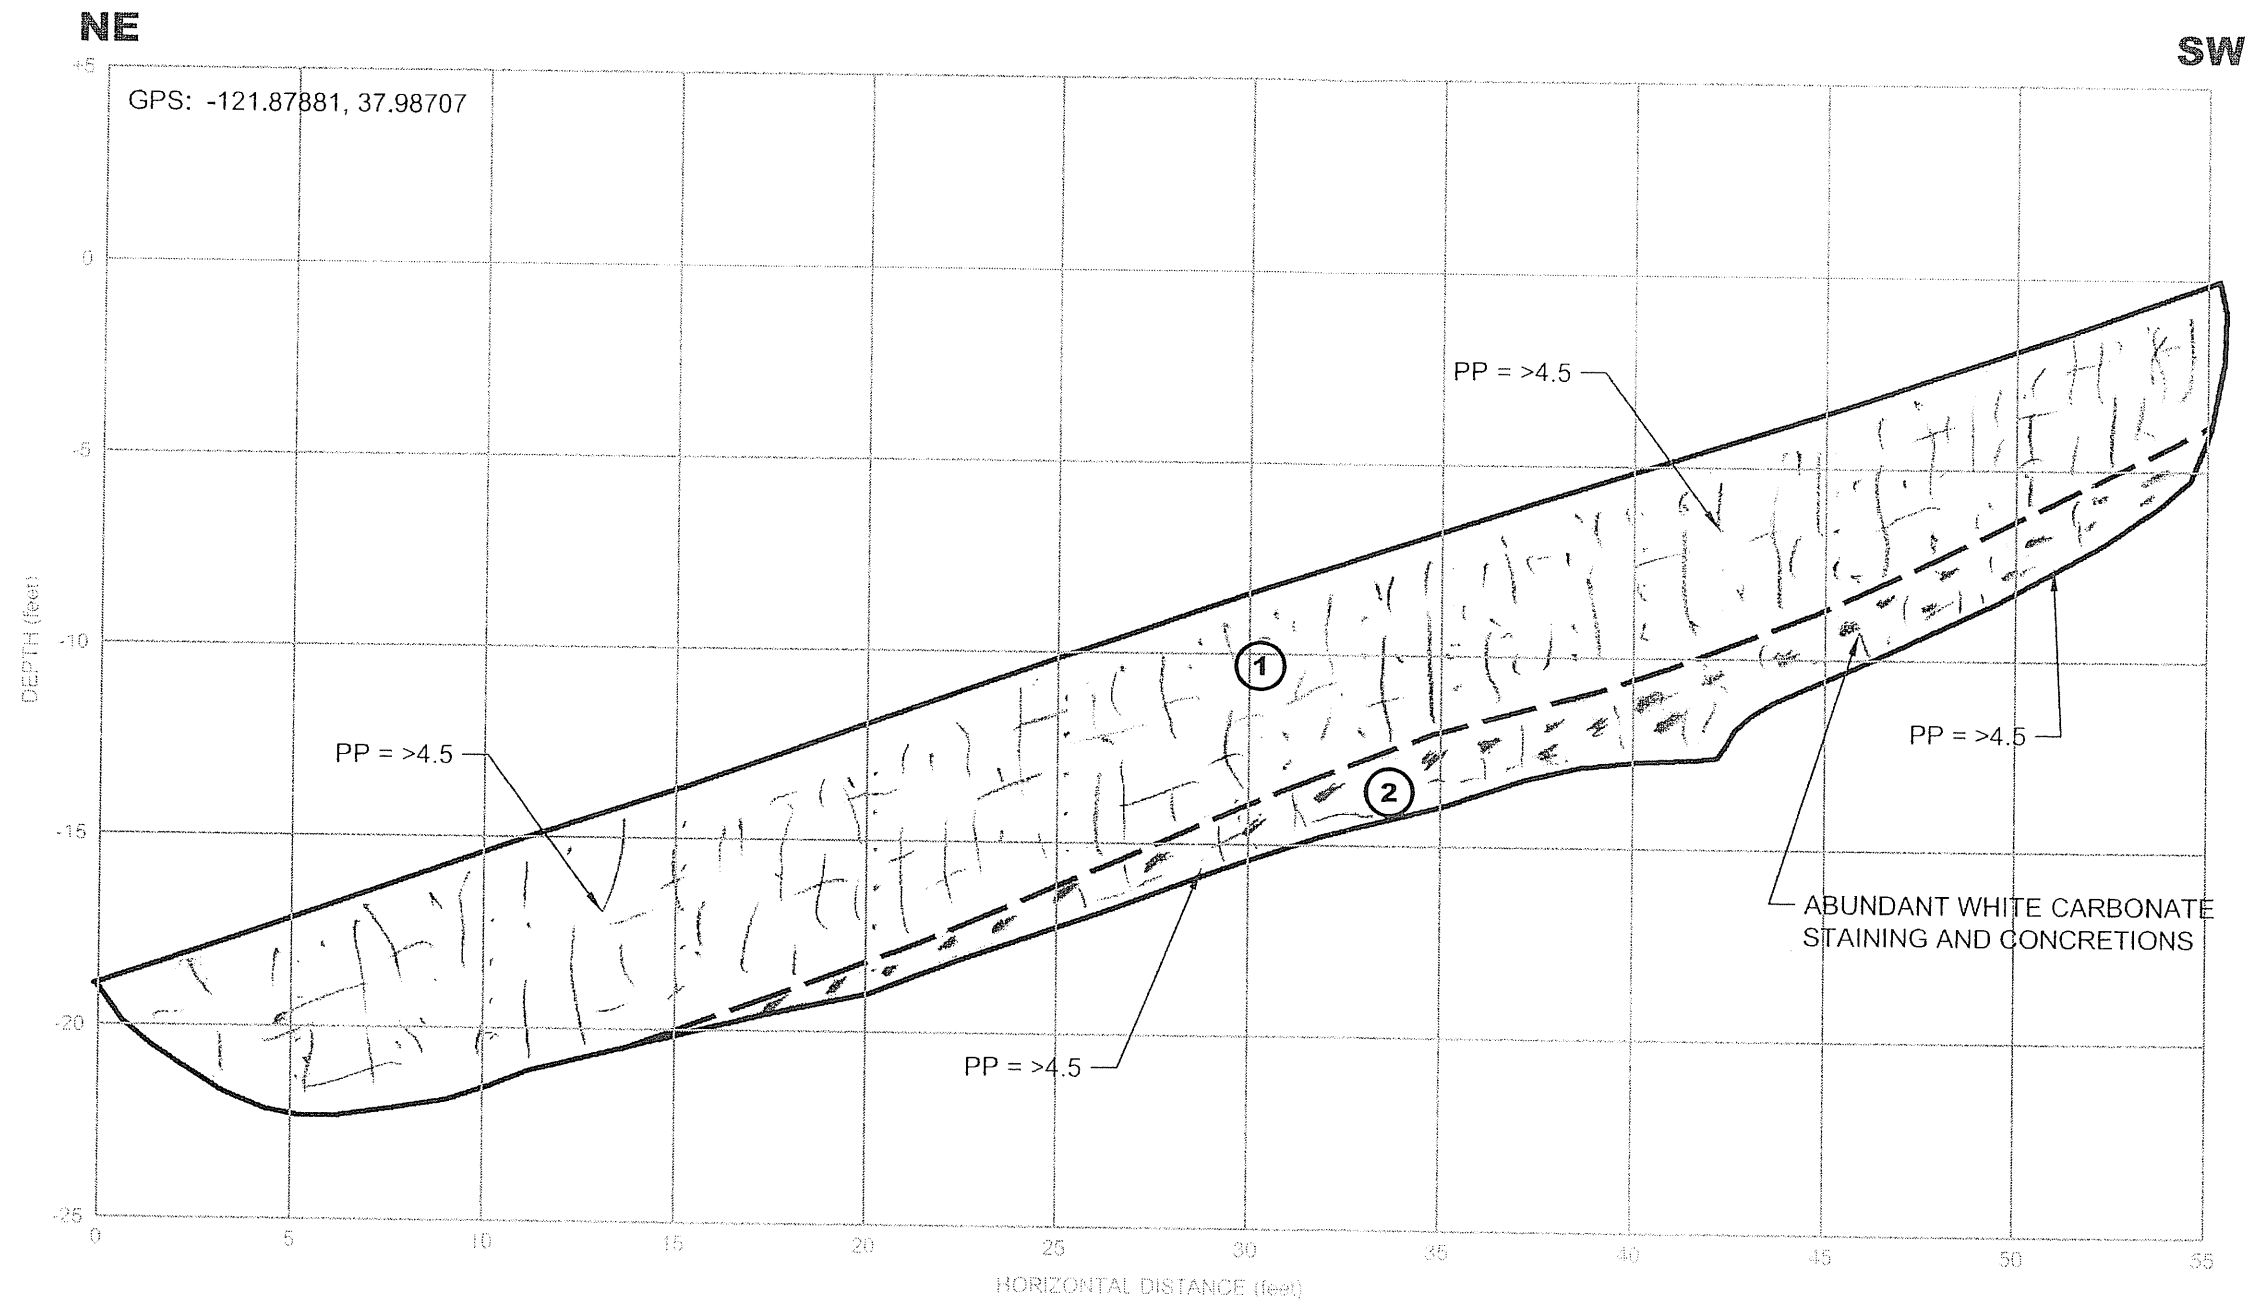 NE
SW
+5
GPS: -121.87881, 37.98707
0
PP = >4.5
-5
DEPTH (feet)
-10
1
PP = >4.5
PP = >4.5
2
-15
ABUNDANT WHITE CARBONATE
STAINING AND CONCRETIONS
-20
PP = >4.5
-25
0 5 10 15 20 25 30 35 40 45 50 55
HORIZONTAL DISTANCE (feet)